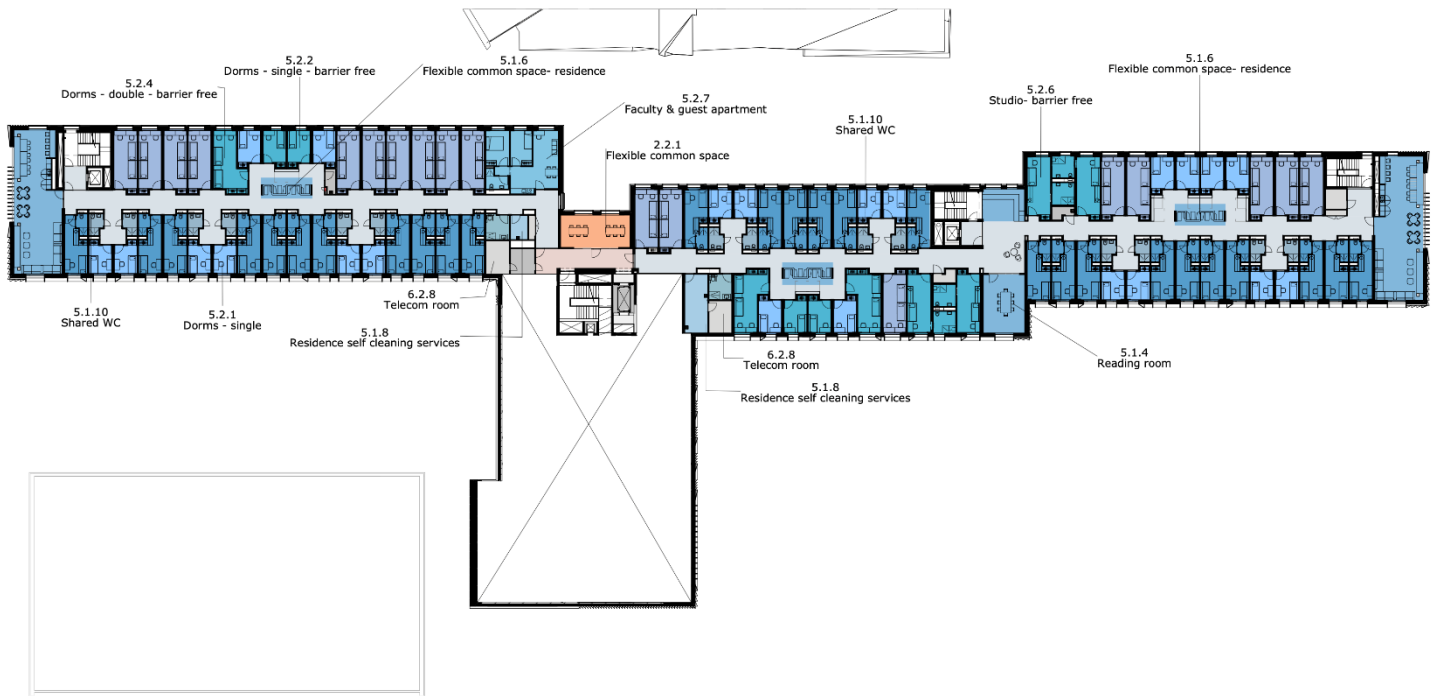 5.2.2
Dorms - single - barrier free
5.1.6
Flexible common space- residence
5.1.6
Flexible common space- residence
5.2.4
Dorms - double - barrier free
5.2.7
Faculty & guest apartment
5.2.6
Studio- barrier free
5.1.10
Shared WC
2.2.1
Flexible common space
6.2.8
Telecom room
5.1.10
Shared WC
5.2.1
Dorms - single
5.1.8
Residence self cleaning services
6.2.8
Telecom room
5.1.4
Reading room
5.1.8
Residence self cleaning services